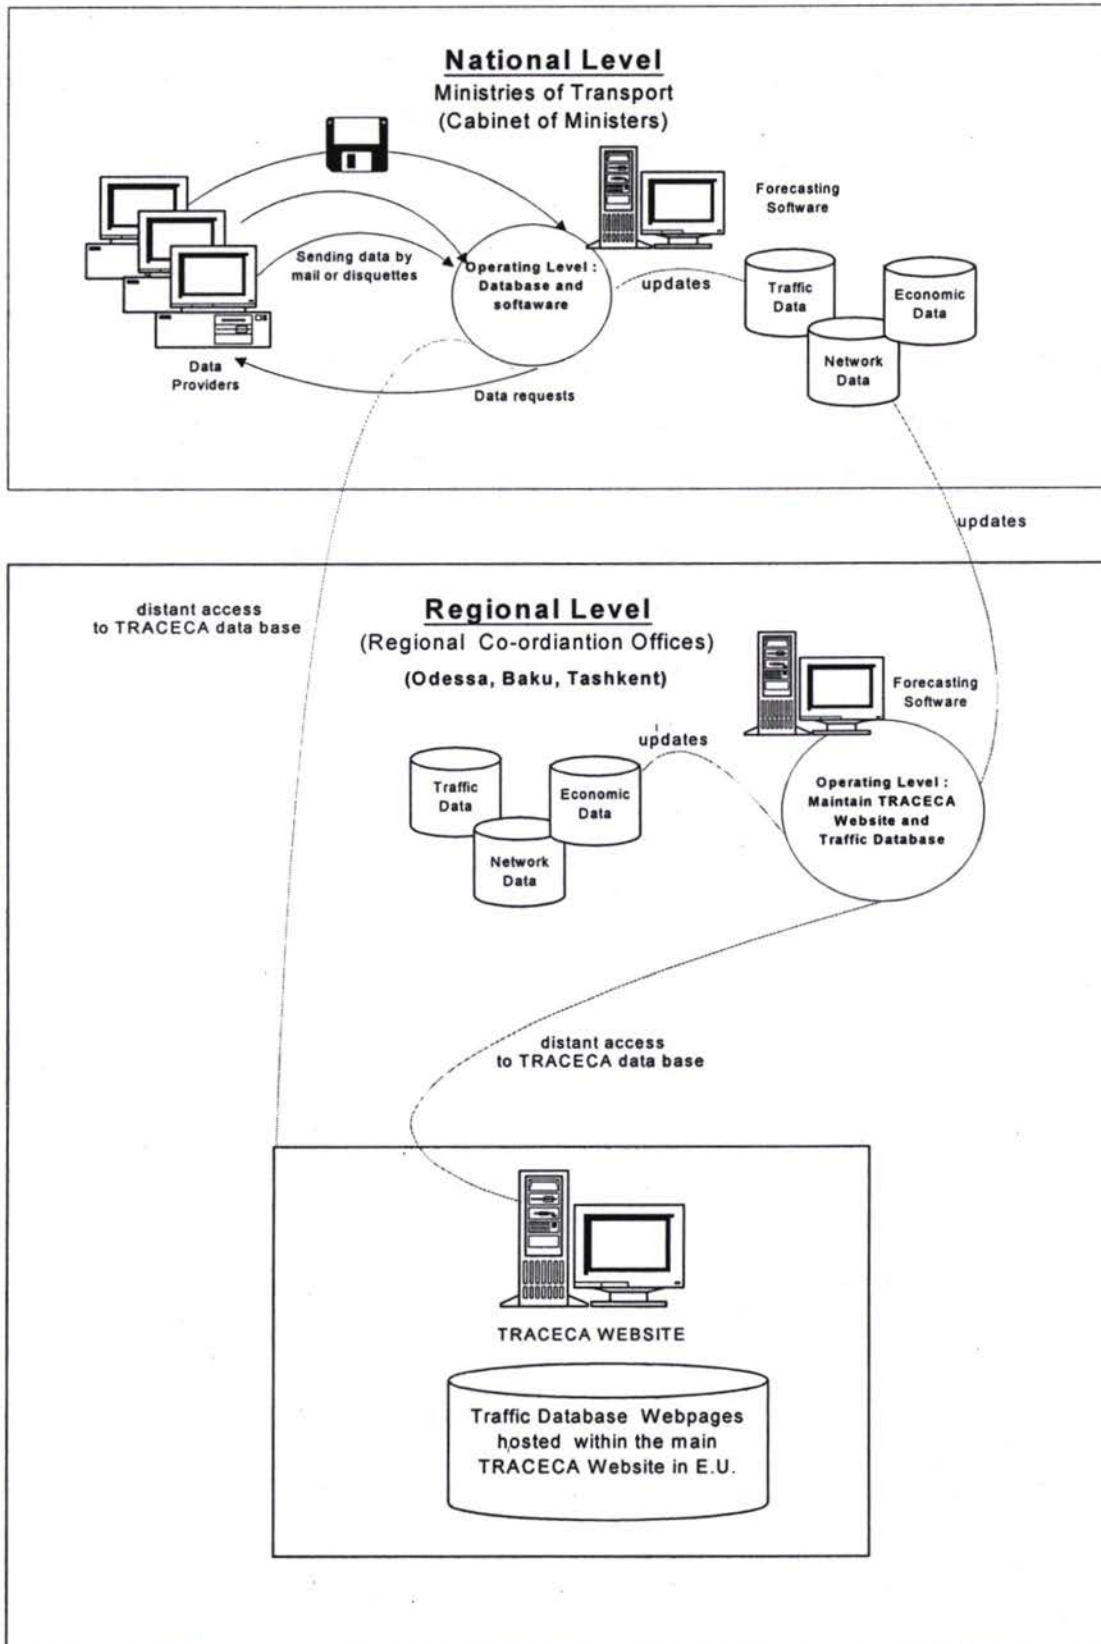 National Level
Ministries of Transport
(Cabinet of Ministers)
Forecasting
Software
Sending data by
mail or disquettes
Operating Level :
Database and
softaware
updates
Traffic
Data
Economic
Data
Network
Data
Data
Providers
Data requests
updates
distant access
to TRACECA data base
Regional Level
(Regional Co-ordiantion Offices)
(Odessa, Baku, Tashkent)
Forecasting
Software
updates
Traffic
Data
Economic
Data
Network
Data
Operating Level :
Maintain TRACECA
Website and
Traffic Database
distant access
to TRACECA data base
TRACECA WEBSITE
Traffic Database Webpages
hosted within the main
TRACECA Website in E.U.